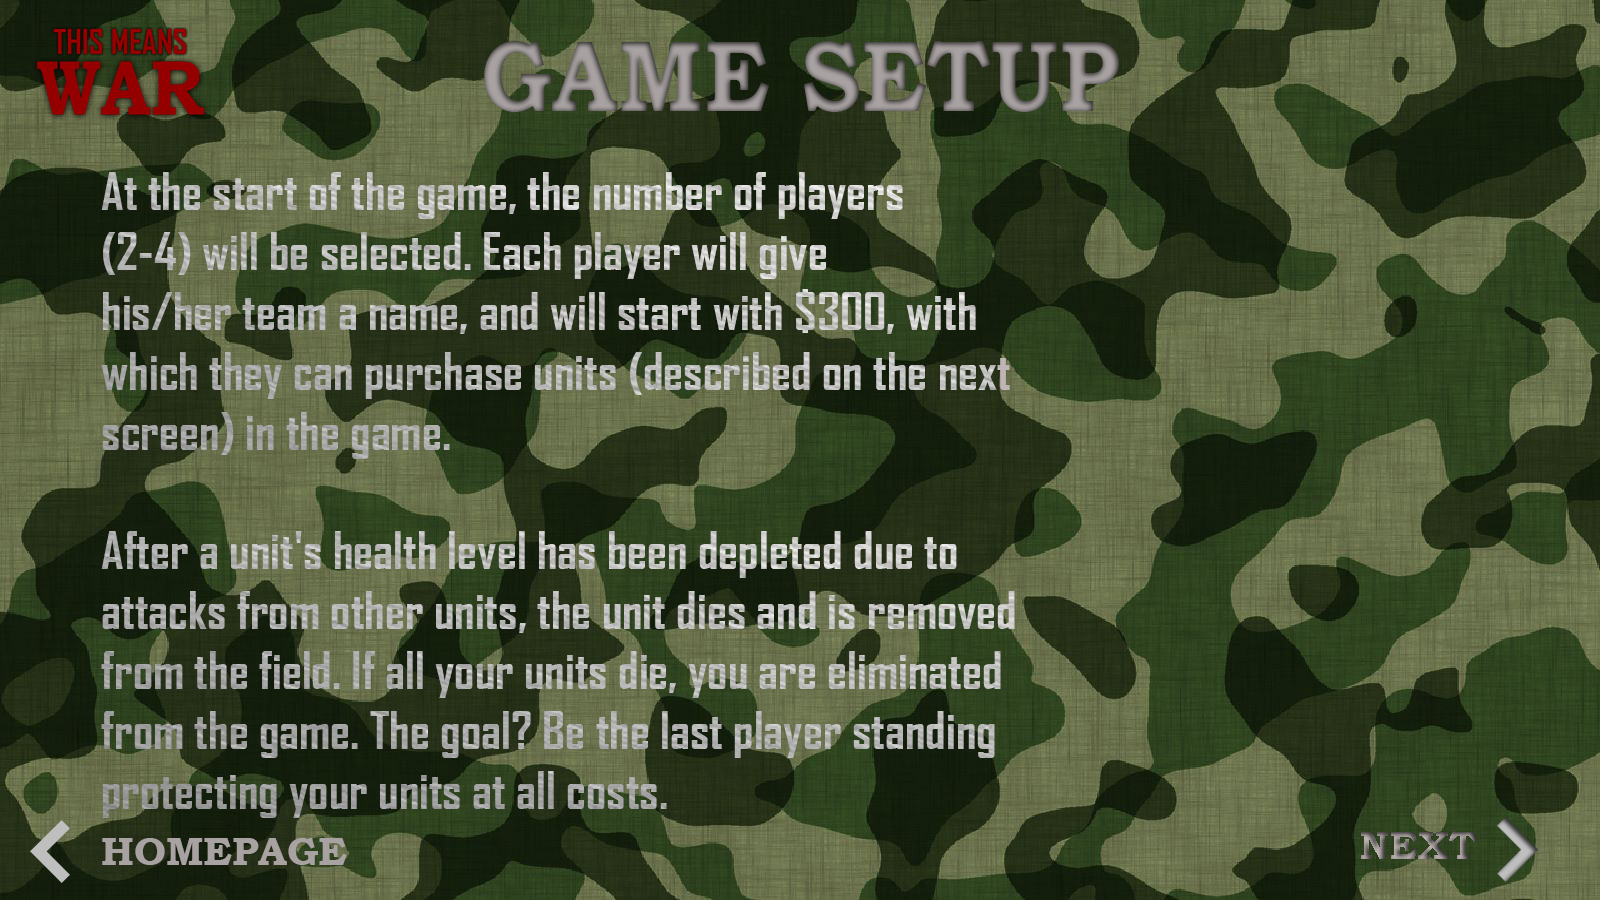 THIS MEANS
WAR
GAME SETUP
At the start of the game, the number of players
(2-4) will be selected. Each player will give
his/her team a name, and will start with $300, with
which they can purchase units (described on the next
screen) in the game.
After a unit's health level has been depleted due to
attacks from other units, the unit dies and is removed
from the field. If all your units die, you are eliminated
from the game. The goal? Be the last player standing
protecting your units at all costs.
HOMEPAGE
NEXT